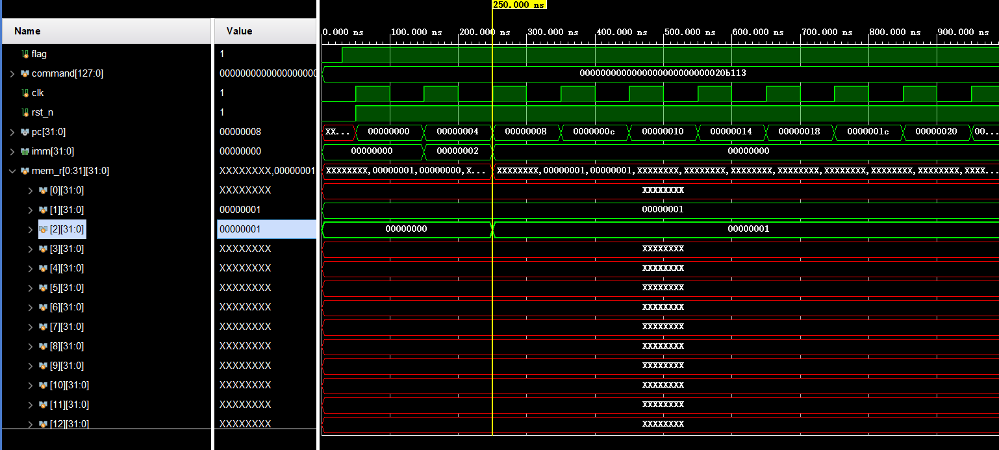 250.000 ns
Name Value 0.000 ns 100.000 ns 200.000 ns 300.000 ns 400.000 ns 500.000 ns 600.000 ns 700.000 ns 800.000 ns 900.000 ns
flag 1
command[127:0] 00000000000000000000 0000000000000000000000000020b113
clk 1
rst_n 1
pc[31:0] 00000008 XX... 00000000 00000004 00000008 0000000c 00000010 00000014 00000018 0000001c 00000020 00...
imm[31:0] 00000000 00000000 00000002 00000000
mem_r[0:31][31:0] XXXXXXXX,00000001 XXXXXXXX,00000001,00000000,X... XXXXXXXX,00000001,00000001,XXXXXXXX,XXXXXXXX,XXXXXXXX,XXXXXXXX,XXXXXXXX,XXXXXXXX,XXXXXXXX,XXXX...
[0][31:0] XXXXXXXX XXXXXXXX
[1][31:0] 00000001 00000001
[2][31:0] 00000001 00000000 00000001
[3][31:0] XXXXXXXX XXXXXXXX
[4][31:0] XXXXXXXX XXXXXXXX
[5][31:0] XXXXXXXX XXXXXXXX
[6][31:0] XXXXXXXX XXXXXXXX
[7][31:0] XXXXXXXX XXXXXXXX
[8][31:0] XXXXXXXX XXXXXXXX
[9][31:0] XXXXXXXX XXXXXXXX
[10][31:0] XXXXXXXX XXXXXXXX
[11][31:0] XXXXXXXX XXXXXXXX
[12][31:0] XXXXXXXX XXXXXXXX